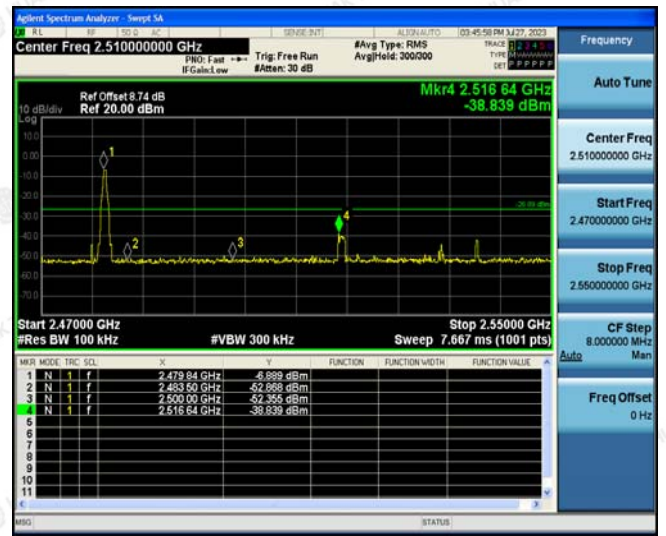 Agilent Spectrum Analyzer - Swept SA
RL RF 50 Ω AC SENSE:INT ALIGNAUTO 03:45:58 PM Jul 27, 2023
Center Freq 2.510000000 GHz
PNO: Fast
IFGain:Low
Trig: Free Run
#Atten: 30 dB
#Avg Type: RMS
Avg|Hold: 300/300
TRACE 1 2 3 4 5 6
TYPE
DET P P P P P P
Frequency
Auto Tune
Center Freq
2.510000000 GHz
Start Freq
2.470000000 GHz
Stop Freq
2.550000000 GHz
CF Step
8.000000 MHz
Auto Man
Freq Offset
0 Hz
Mkr4 2.516 64 GHz
-38.839 dBm
Ref Offset 8.74 dB
10 dB/div Ref 20.00 dBm
Log
10.0
0.00
-10.0
-20.0
-30.0
-40.0
-50.0
-60.0
-70.0
1
2
3
4
Start 2.47000 GHz Stop 2.55000 GHz
#Res BW 100 kHz #VBW 300 kHz Sweep 7.667 ms (1001 pts)
MKR MODE TRC SCL X Y FUNCTION FUNCTION WIDTH FUNCTION VALUE
1 N 1 f 2.479 84 GHz -6.889 dBm
2 N 1 f 2.483 50 GHz -52.868 dBm
3 N 1 f 2.500 00 GHz -52.355 dBm
4 N 1 f 2.516 64 GHz -38.839 dBm
5
6
7
8
9
10
11
MSG STATUS